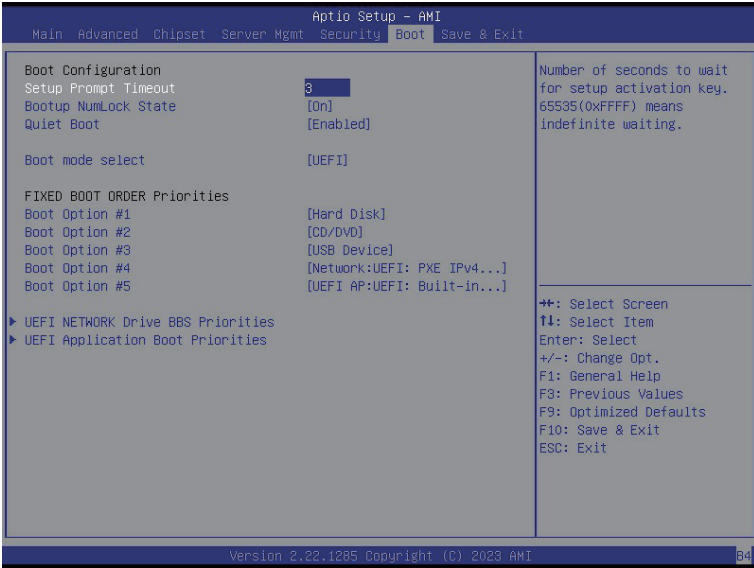 Aptio Setup - AMI
Main Advanced Chipset Server Mgmt Security Boot Save & Exit
Boot Configuration
Setup Prompt Timeout 3
Bootup NumLock State [On]
Quiet Boot [Enabled]
Boot mode select [UEFI]
FIXED BOOT ORDER Priorities
Boot Option #1 [Hard Disk]
Boot Option #2 [CD/DVD]
Boot Option #3 [USB Device]
Boot Option #4 [Network:UEFI: PXE IPv4...]
Boot Option #5 [UEFI AP:UEFI: Built-in...]
UEFI NETWORK Drive BBS Priorities
UEFI Application Boot Priorities
Number of seconds to wait
for setup activation key.
65535(0xFFFF) means
indefinite waiting.
→←: Select Screen
↑↓: Select Item
Enter: Select
+/-: Change Opt.
F1: General Help
F3: Previous Values
F9: Optimized Defaults
F10: Save & Exit
ESC: Exit
Version 2.22.1285 Copyright (C) 2023 AMI
B4